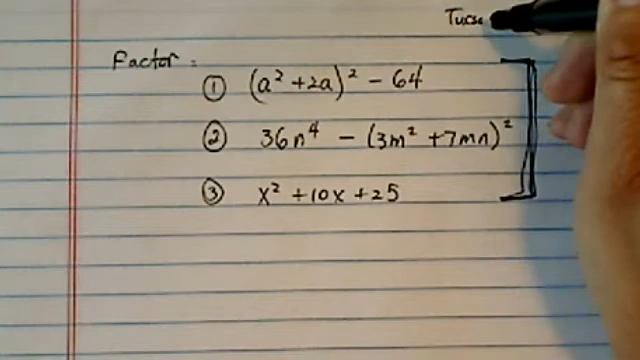 Factor:
① (a² + 2a)² - 64
② 36n⁴ - (3m² + 7mn)²
③ x² + 10x + 25